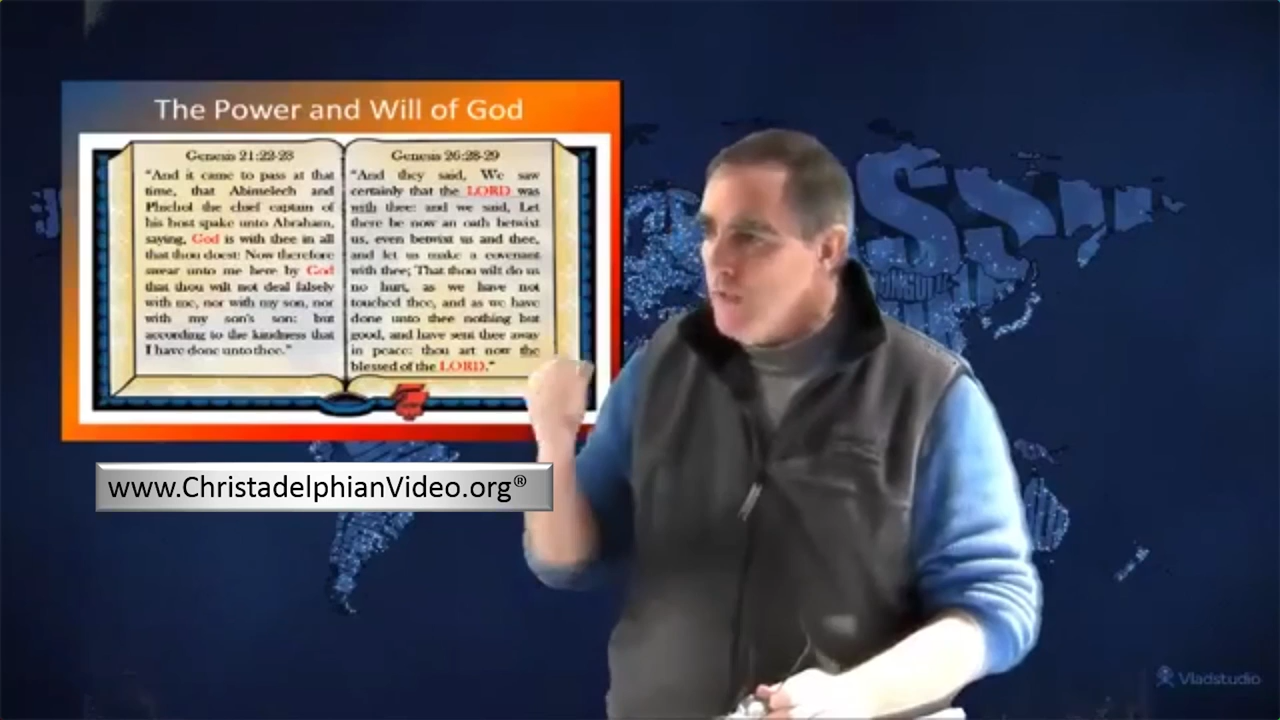 The Power and Will of God
Genesis 21:22-23
"And it came to pass at that
time, that Abimelech and
Phichol the chief captain of
his host spake unto Abraham,
saying, God is with thee in all
that thou doest: Now therefore
swear unto me here by God
that thou wilt not deal falsely
with me, nor with my son, nor
with my son's son: but
according to the kindness that
I have done unto thee."
Genesis 26:28-29
"And they said, We saw
certainly that the LORD was
with thee: and we said, Let
there be now an oath betwixt
us, even betwixt us and thee,
and let us make a covenant
with thee; That thou wilt do us
no hurt, as we have not
touched thee, and as we have
done unto thee nothing but
good, and have sent thee away
in peace: thou art now the
blessed of the LORD."
www.ChristadelphianVideo.org®
Vladstudio